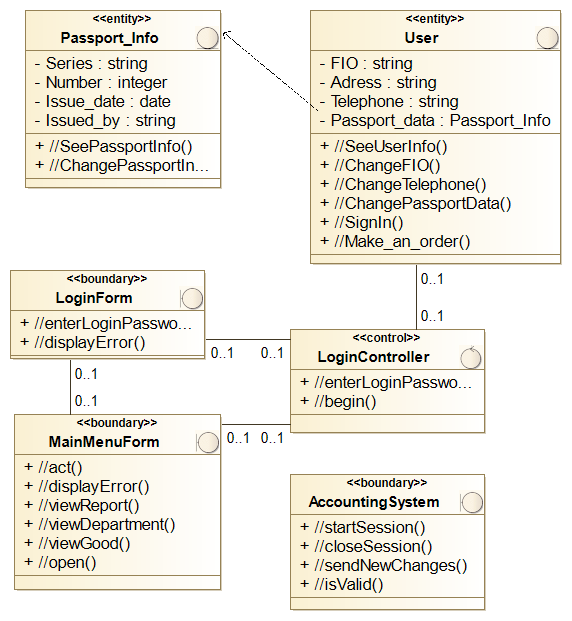 <<entity>>
Passport_Info
- Series : string
- Number : integer
- Issue_date : date
- Issued_by : string
+ //SeePassportInfo()
+ //ChangePassportIn...
<<entity>>
User
- FIO : string
- Adress : string
- Telephone : string
- Passport_data : Passport_Info
+ //SeeUserInfo()
+ //ChangeFIO()
+ //ChangeTelephone()
+ //ChangePassportData()
+ //SignIn()
+ //Make_an_order()
0..1
0..1
<<boundary>>
LoginForm
+ //enterLoginPasswo...
+ //displayError()
0..1 0..1
<<control>>
LoginController
+ //enterLoginPasswo...
+ //begin()
0..1
0..1
<<boundary>>
MainMenuForm
+ //act()
+ //displayError()
+ //viewReport()
+ //viewDepartment()
+ //viewGood()
+ //open()
0..1 0..1
<<boundary>>
AccountingSystem
+ //startSession()
+ //closeSession()
+ //sendNewChanges()
+ //isValid()